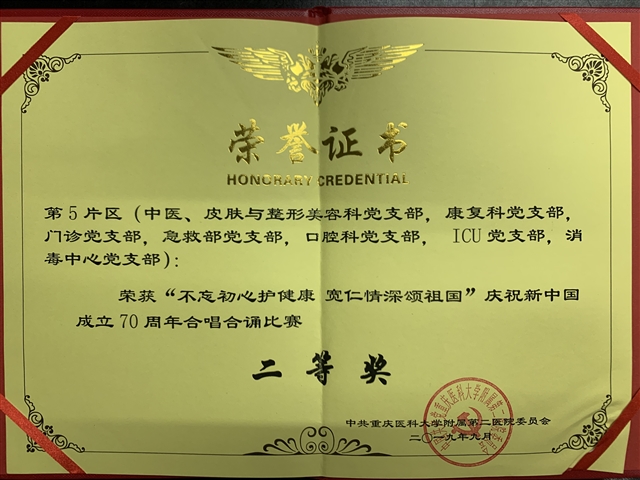 荣誉证书
HONORARY CREDENTIAL
第5片区（中医、皮肤与整形美容科党支部，康复科党支部，
门诊党支部，急救部党支部，口腔科党支部， ICU党支部，消
毒中心党支部）：
荣获“不忘初心护健康 宽仁情深颂祖国”庆祝新中国
成立70周年合唱合诵比赛
二等奖
中共重庆医科大学附属第二医院委员会
二〇一九年九月